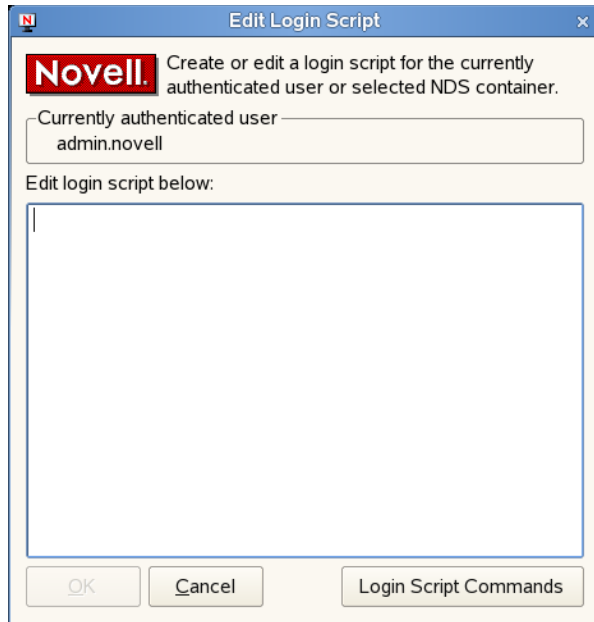 N
Edit Login Script
Novell.
Create or edit a login script for the currently
authenticated user or selected NDS container.
Currently authenticated user
admin.novell
Edit login script below:
OK
Cancel
Login Script Commands